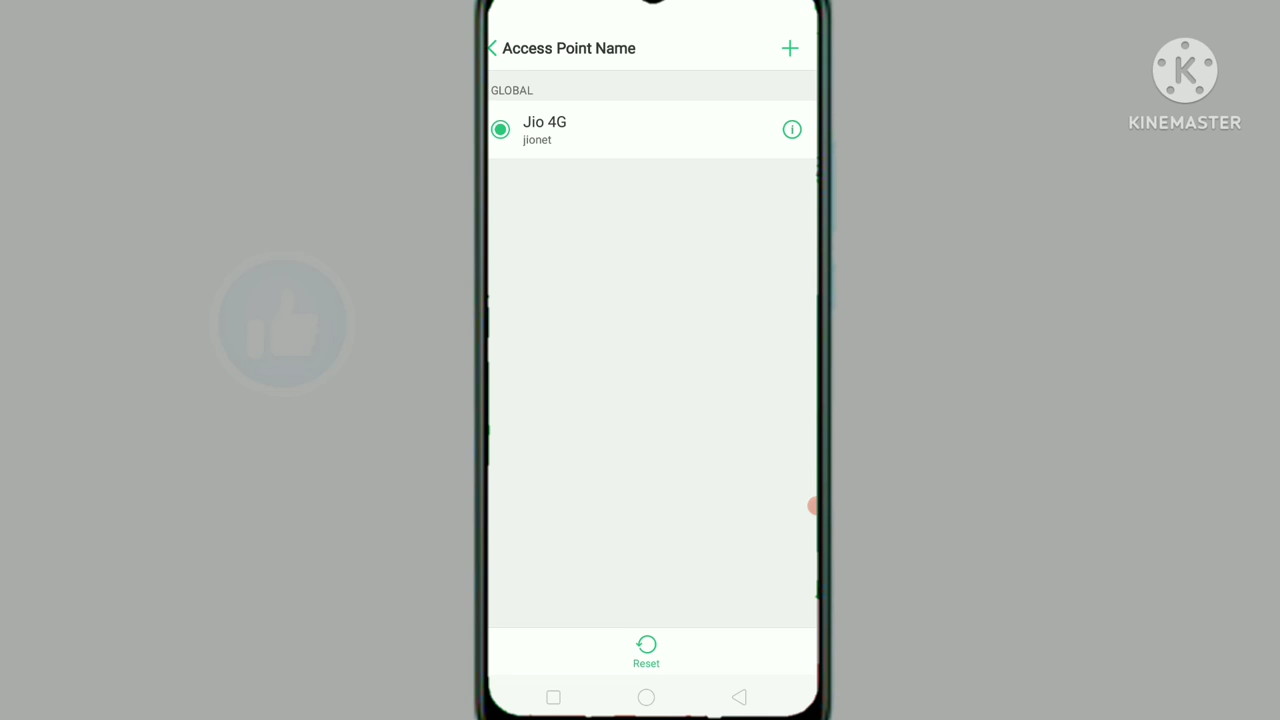 Access Point Name
GLOBAL
Jio 4G
jionet
Reset
K
KINEMASTER